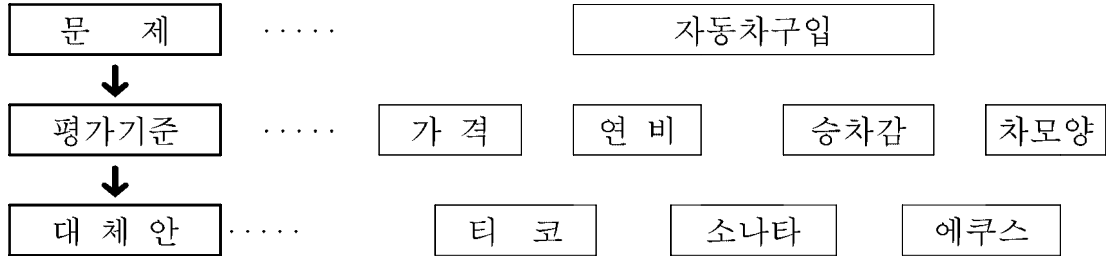 문 제 ..... 자동차구입
평가기준 ..... 가 격 연 비 승차감 차모양
대 체 안 ..... 티 코 소나타 에쿠스